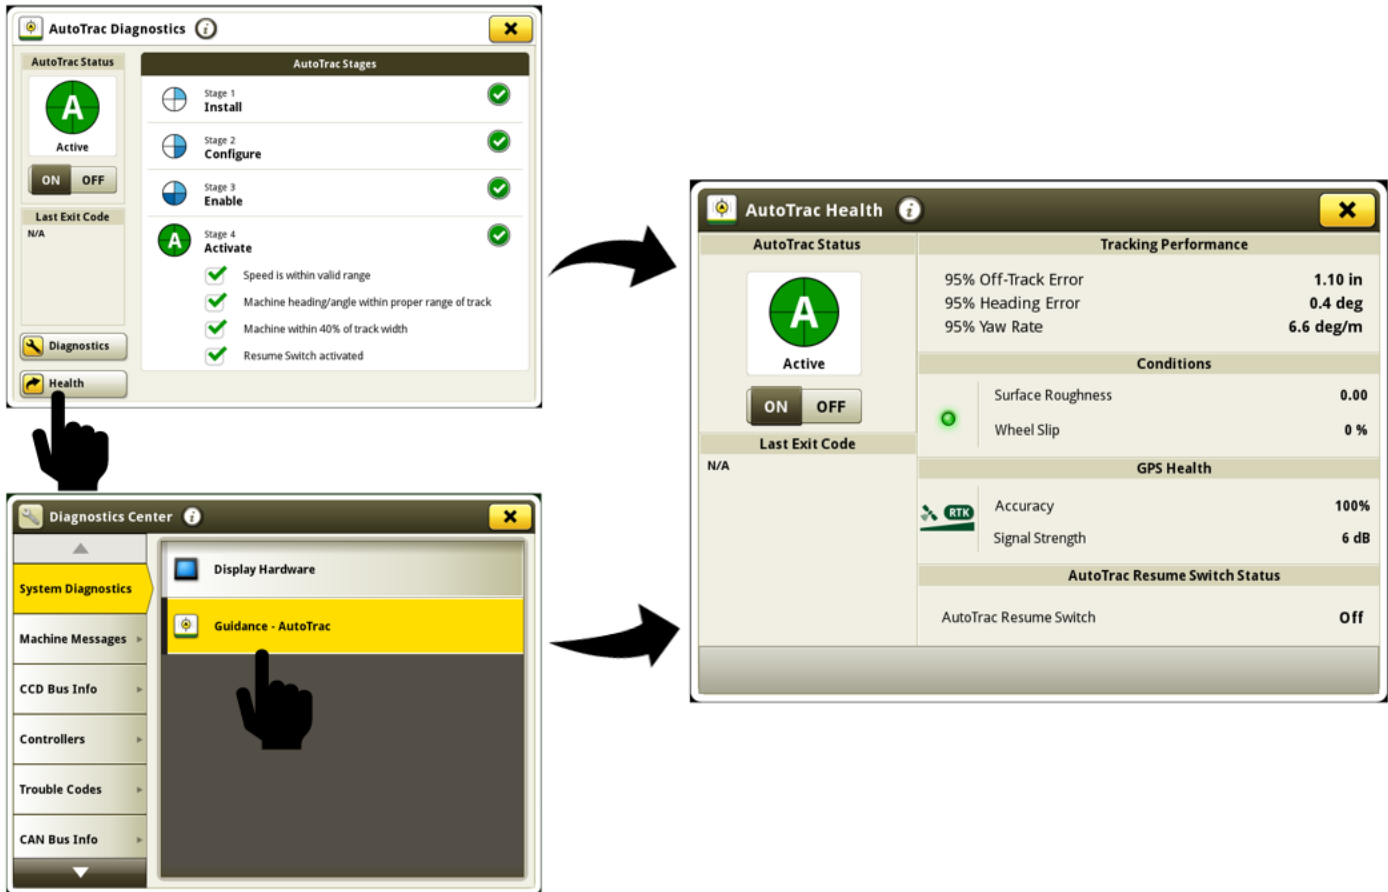 AutoTrac Diagnostics i
AutoTrac Status
A
Active
ON OFF
Last Exit Code
N/A
Diagnostics
Health
AutoTrac Stages
Stage 1
Install
Stage 2
Configure
Stage 3
Enable
A
Stage 4
Activate
Speed is within valid range
Machine heading/angle within proper range of track
Machine within 40% of track width
Resume Switch activated
Diagnostics Center i
System Diagnostics
Machine Messages
CCD Bus Info
Controllers
Trouble Codes
CAN Bus Info
Display Hardware
Guidance - AutoTrac
AutoTrac Health i
AutoTrac Status
A
Active
ON OFF
Last Exit Code
N/A
Tracking Performance
95% Off-Track Error 1.10 in
95% Heading Error 0.4 deg
95% Yaw Rate 6.6 deg/m
Conditions
Surface Roughness 0.00
Wheel Slip 0 %
GPS Health
RTK
Accuracy 100%
Signal Strength 6 dB
AutoTrac Resume Switch Status
AutoTrac Resume Switch Off